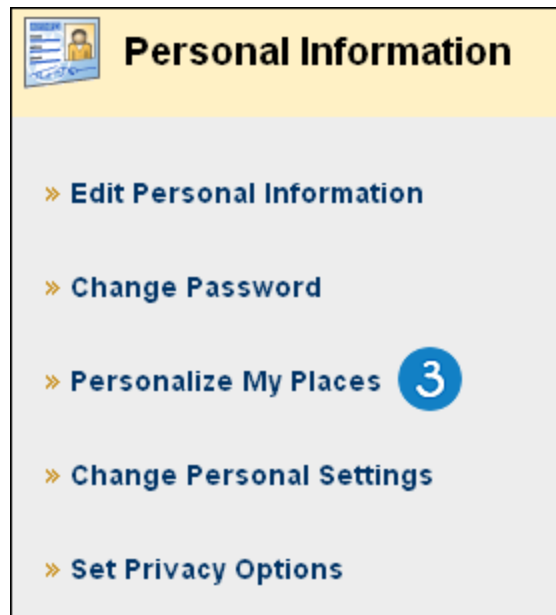 Personal Information
» Edit Personal Information
» Change Password
» Personalize My Places 3
» Change Personal Settings
» Set Privacy Options